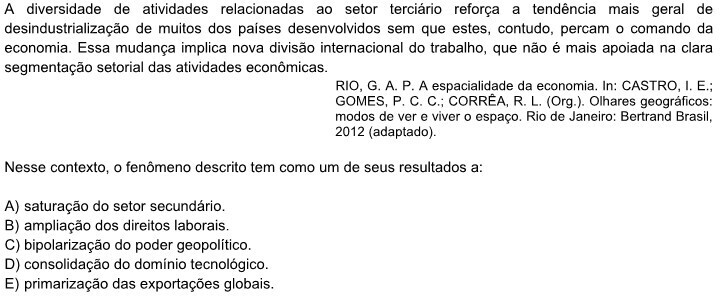 A diversidade de atividades relacionadas ao setor terciário reforça a tendência mais geral de
desindustrialização de muitos dos países desenvolvidos sem que estes, contudo, percam o comando da
economia. Essa mudança implica nova divisão internacional do trabalho, que não é mais apoiada na clara
segmentação setorial das atividades econômicas.
RIO, G. A. P. A espacialidade da economia. In: CASTRO, I. E.;
GOMES, P. C. C.; CORRÊA, R. L. (Org.). Olhares geográficos:
modos de ver e viver o espaço. Rio de Janeiro: Bertrand Brasil,
2012 (adaptado).
Nesse contexto, o fenômeno descrito tem como um de seus resultados a:
A) saturação do setor secundário.
B) ampliação dos direitos laborais.
C) bipolarização do poder geopolítico.
D) consolidação do domínio tecnológico.
E) primarização das exportações globais.